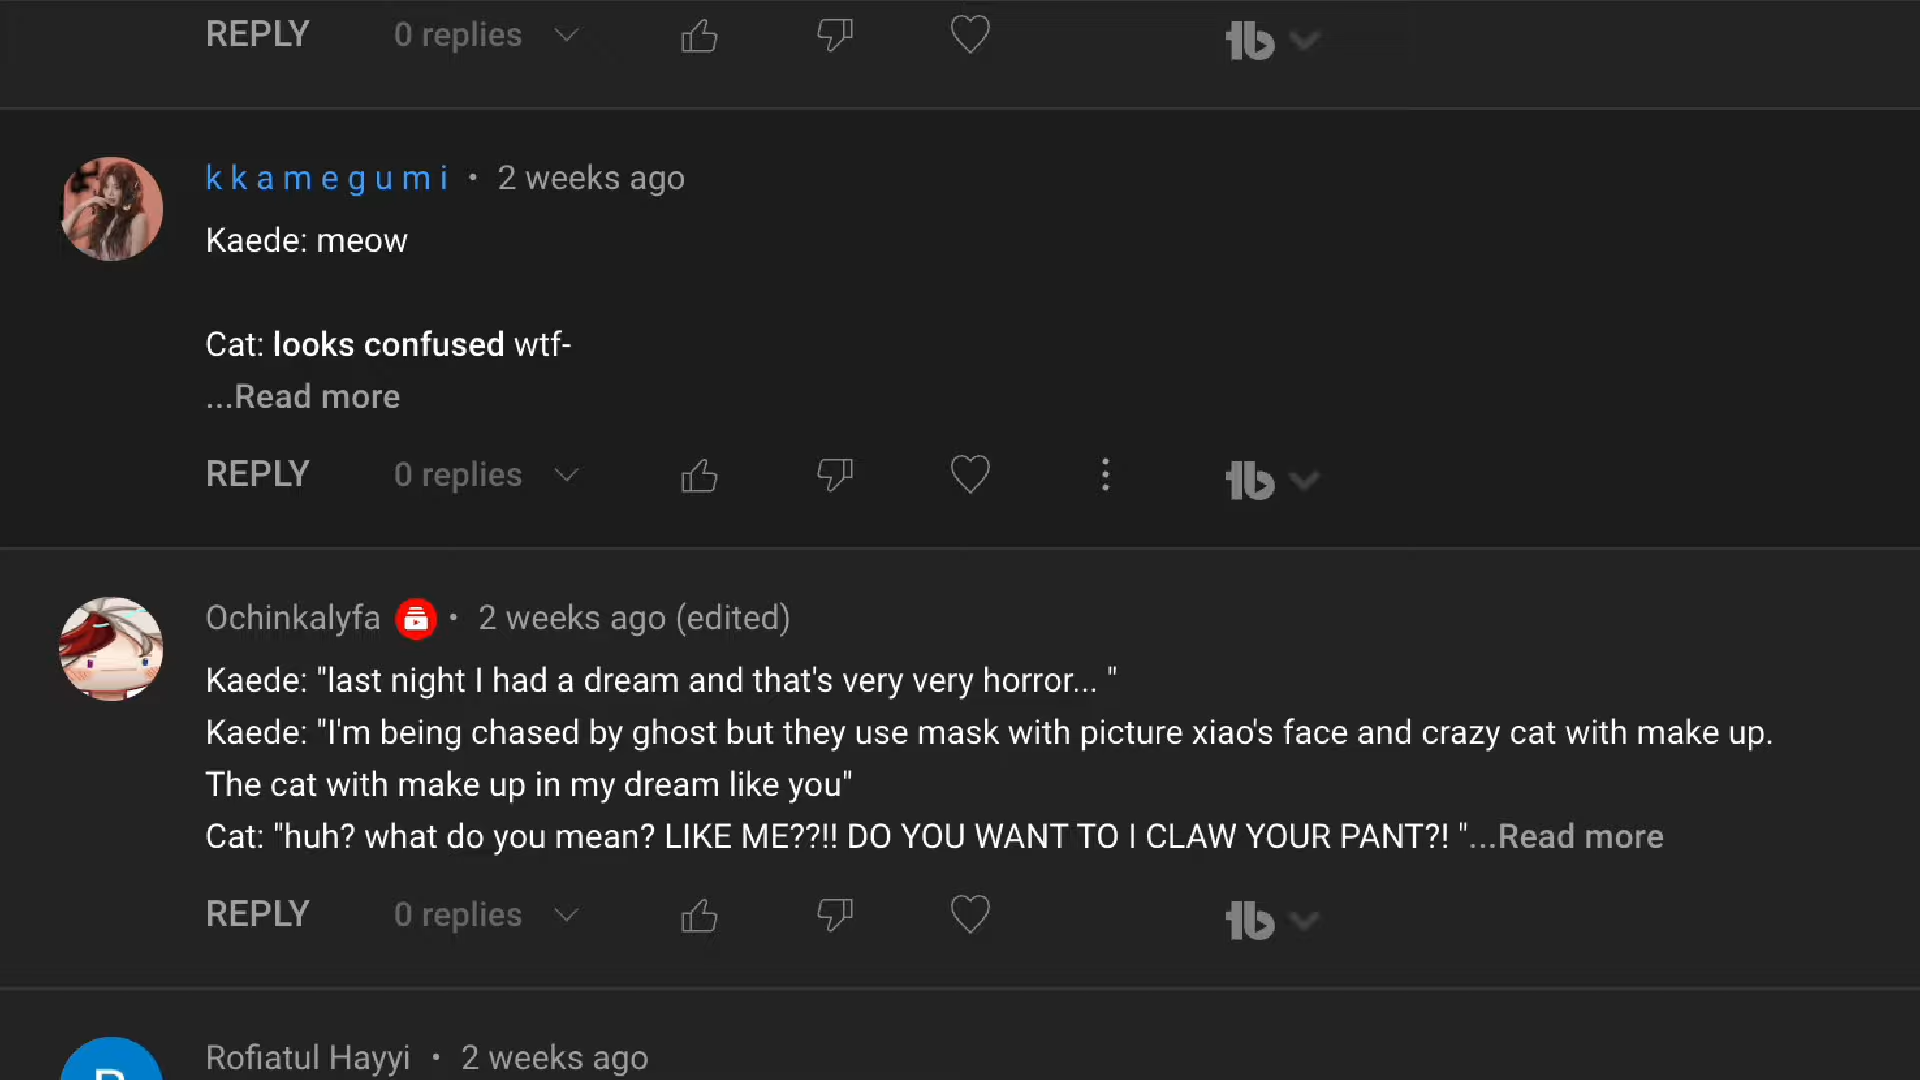 REPLY 0 replies
k k a m e g u m i • 2 weeks ago
Kaede: meow
Cat: looks confused wtf-
...Read more
REPLY 0 replies
Ochinkalyfa • 2 weeks ago (edited)
Kaede: "last night I had a dream and that's very very horror... "
Kaede: "I'm being chased by ghost but they use mask with picture xiao's face and crazy cat with make up.
The cat with make up in my dream like you"
Cat: "huh? what do you mean? LIKE ME??!! DO YOU WANT TO I CLAW YOUR PANT?! "...Read more
REPLY 0 replies
Rofiatul Hayyi • 2 weeks ago